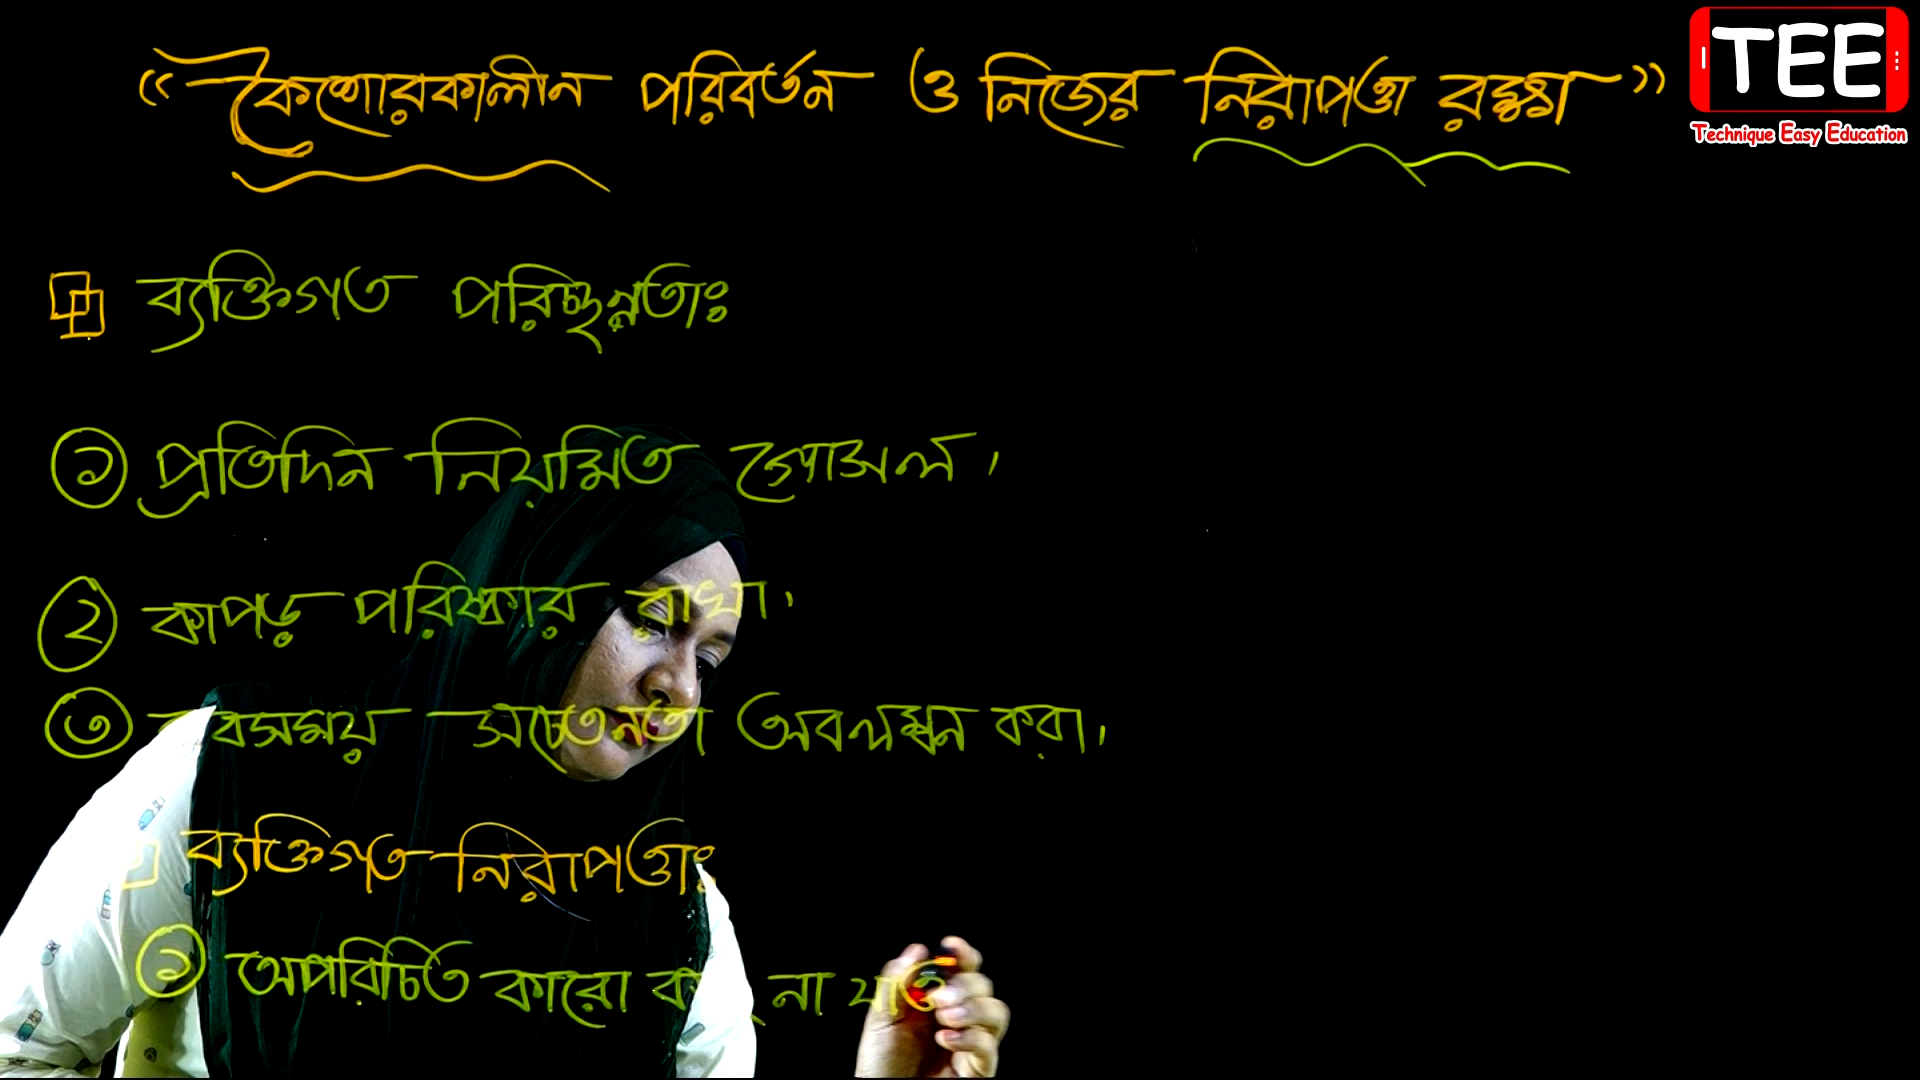 TEE
Technique Easy Education
“কৈশোরকালীন পরিবর্তন ও নিজের নিরাপত্তা রক্ষা”
ব্যক্তিগত পরিচ্ছন্নতাঃ
১ প্রতিদিন নিয়মিত গোসল।
২ কাপড় পরিষ্কার রাখা।
৩ সবসময় সচেতনতা অবলম্বন করা।
ব্যক্তিগত নিরাপত্তাঃ
১ অপরিচিত কারো না